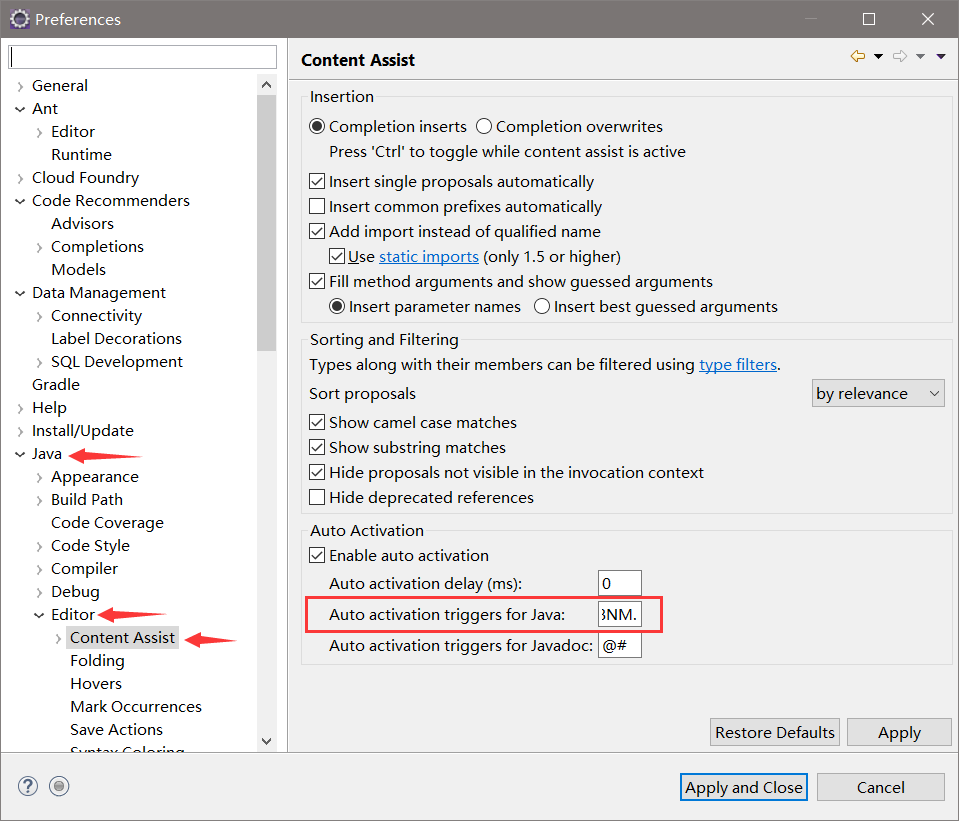 Preferences
General
Ant
Editor
Runtime
Cloud Foundry
Code Recommenders
Advisors
Completions
Models
Data Management
Connectivity
Label Decorations
SQL Development
Gradle
Help
Install/Update
Java
Appearance
Build Path
Code Coverage
Code Style
Compiler
Debug
Editor
Content Assist
Folding
Hovers
Mark Occurrences
Save Actions
Syntax Coloring
Content Assist
Insertion
Completion inserts Completion overwrites
Press 'Ctrl' to toggle while content assist is active
Insert single proposals automatically
Insert common prefixes automatically
Add import instead of qualified name
Use static imports (only 1.5 or higher)
Fill method arguments and show guessed arguments
Insert parameter names Insert best guessed arguments
Sorting and Filtering
Types along with their members can be filtered using type filters.
Sort proposals by relevance
Show camel case matches
Show substring matches
Hide proposals not visible in the invocation context
Hide deprecated references
Auto Activation
Enable auto activation
Auto activation delay (ms): 0
Auto activation triggers for Java: BNM.
Auto activation triggers for Javadoc: @#
Restore Defaults Apply
? Apply and Close Cancel